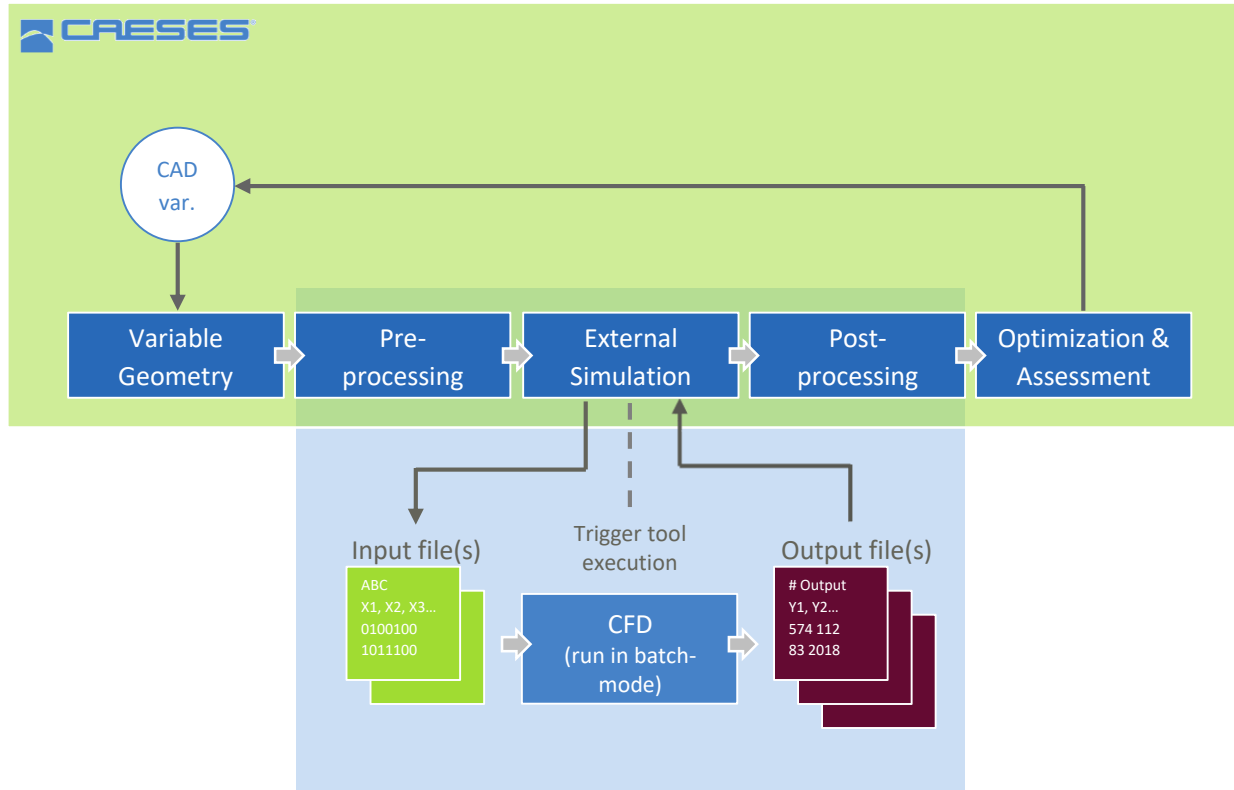 CAESES
CAD
var.
Variable
Geometry
Pre-
processing
External
Simulation
Post-
processing
Optimization &
Assessment
Trigger tool
execution
Input file(s)
ABC
X1, X2, X3...
0100100
1011100
CFD
(run in batch-
mode)
Output file(s)
# Output
Y1, Y2...
574 112
83 2018